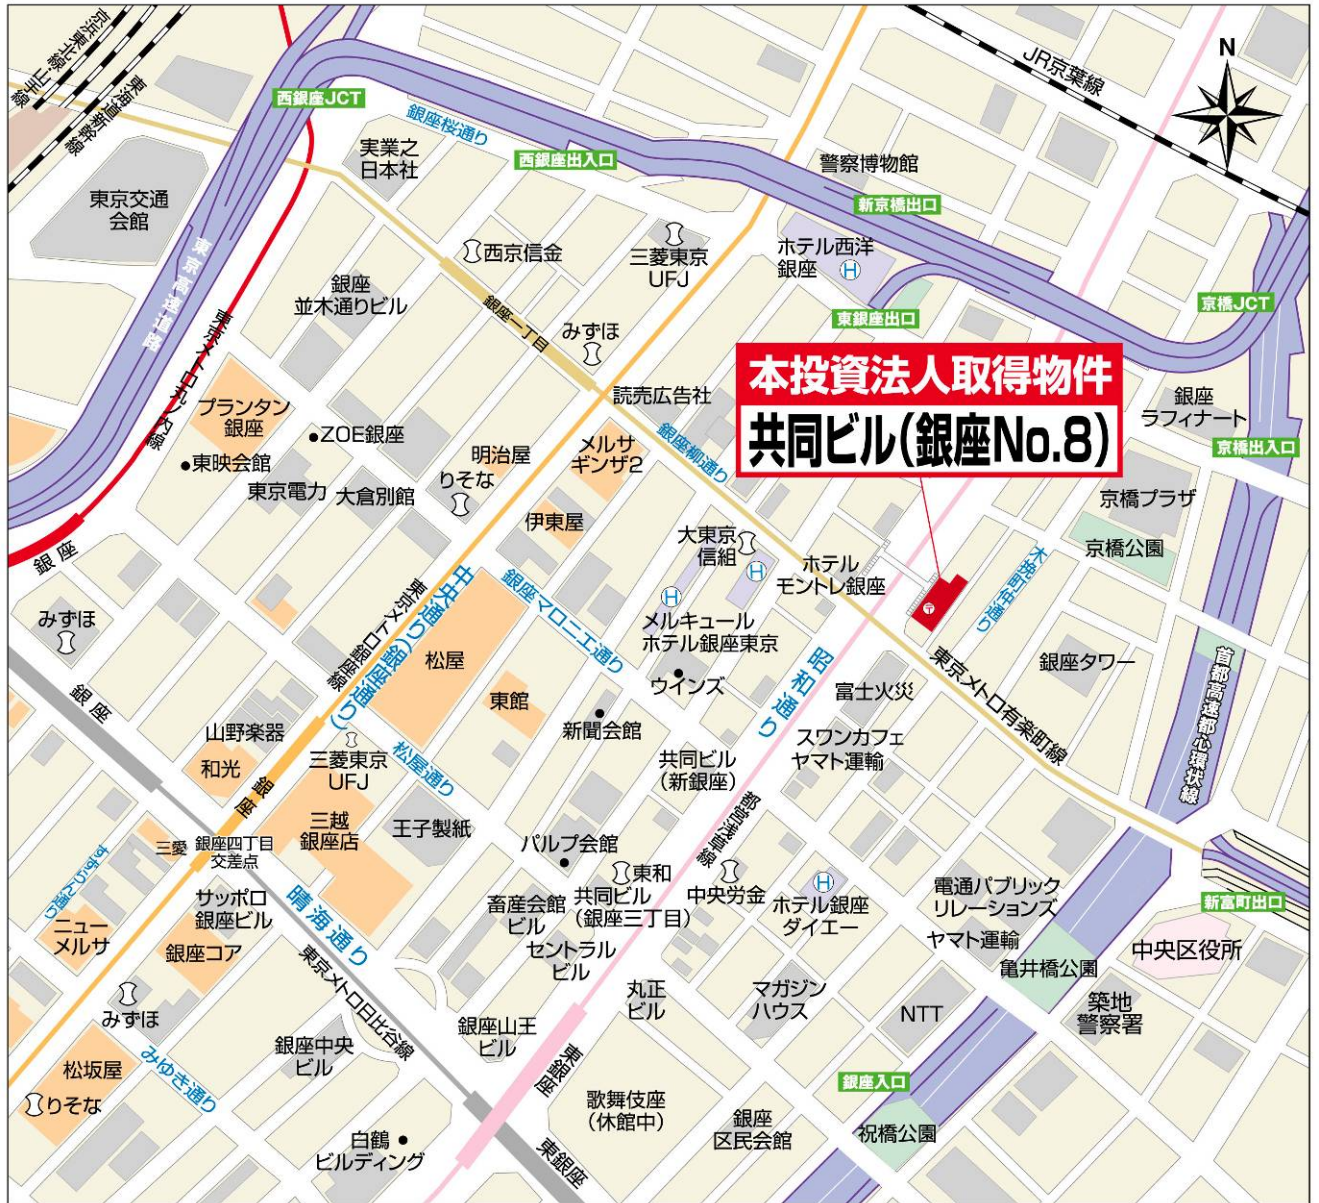 京浜東北線・山手線
東海道新幹線
西銀座JCT
銀座桜通り
JR京葉線
N
実業之
日本社
西銀座出入口
警察博物館
新京橋出口
東京交通
会館
東京高速道路
西京信金
三菱東京
UFJ
ホテル西洋
銀座
H
京橋JCT
東銀座出口
銀座
並木通りビル
銀座一丁目
みずほ
東京メトロ丸ノ内線
本投資法人取得物件
共同ビル(銀座No.8)
読売広告社
銀座
ラフィナート
京橋出入口
プランタン
銀座
ZOE銀座
東映会館
東京電力
大倉別館
明治屋
りそな
メルサ
ギンザ2
銀座柳通り
伊東屋
京橋プラザ
京橋公園
大東京
信組
H
H
ホテル
モントレ銀座
木挽町仲通り
銀座
みずほ
銀座
東京メトロ銀座線
中央通り(銀座通り)
銀座マロニエ通り
メルキュール
ホテル銀座東京
ウインズ
松屋
東館
新聞会館
昭和通り
富士火災
東京メトロ有楽町線
銀座タワー
首都高速都心環状線
山野楽器
和光
銀座
三菱東京
UFJ
松屋通り
共同ビル
(新銀座)
スワンカフェ
ヤマト運輸
都営浅草線
三越
銀座店
王子製紙
三愛
銀座四丁目
交差点
すずらん通り
パルプ会館
東和
共同ビル
(銀座三丁目)
中央労金
H
ホテル銀座
ダイエー
電通パブリック
リレーションズ
ヤマト運輸
新富町出口
中央区役所
サッポロ
銀座ビル
晴海通り
ニュー
メルサ
銀座コア
畜産会館
ビル
セントラル
ビル
東京メトロ日比谷線
亀井橋公園
みずほ
丸正
ビル
マガジン
ハウス
NTT
築地
警察署
銀座山王
ビル
銀座中央
ビル
みゆき通り
松坂屋
りそな
東銀座
銀座入口
歌舞伎座
(休館中)
銀座
区民会館
祝橋公園
白鶴
ビルディング
東銀座